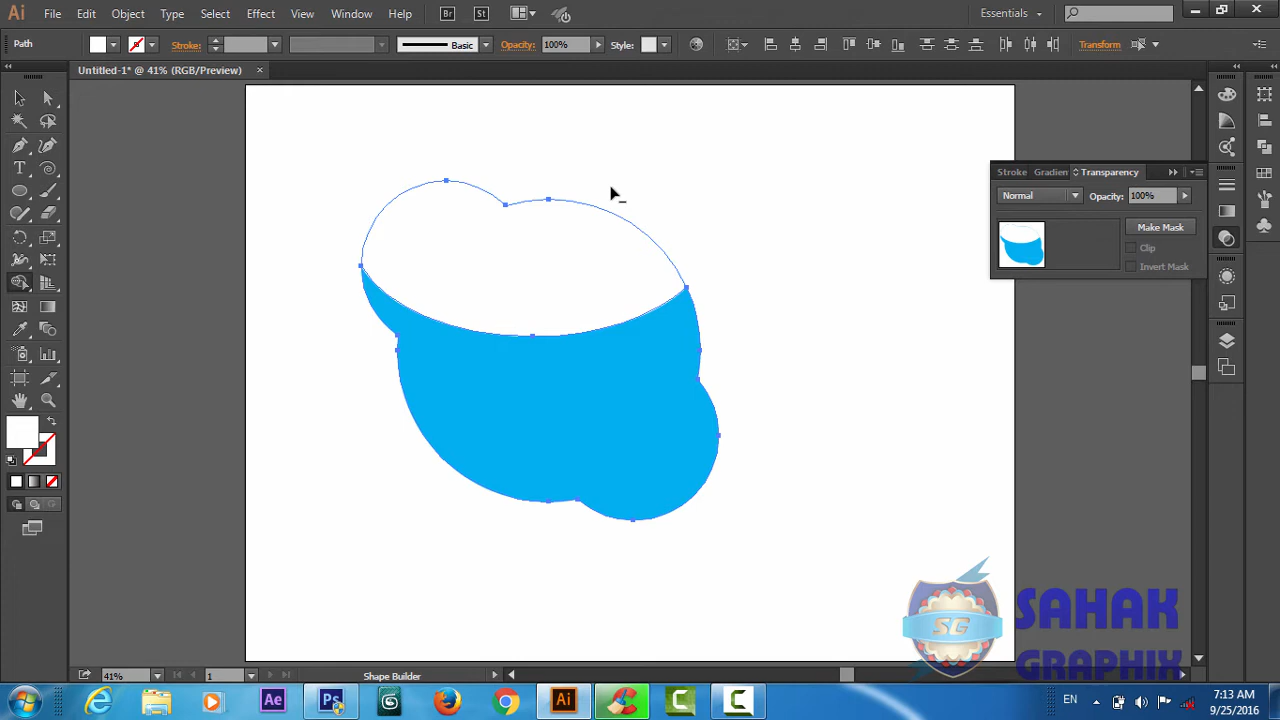 Ai File Edit Object Type Select Effect View Window Help Br St Essentials
Path Stroke: Basic Opacity: 100% Style: Transform
Untitled-1* @ 41% (RGB/Preview)
Stroke Gradien Transparency
Normal Opacity: 100%
Make Mask
Clip
Invert Mask
SG
SAHAK
GRAPHIX
41% 1 Shape Builder
Ae Ps Ai EN 7:13 AM
9/25/2016